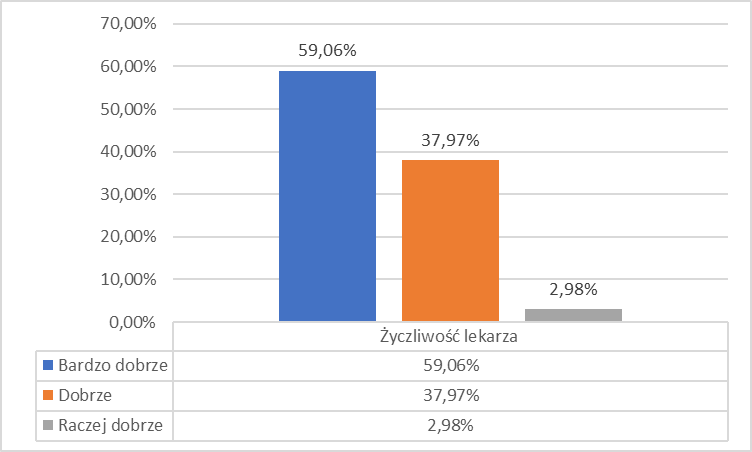 70,00%
60,00%
50,00%
40,00%
30,00%
20,00%
10,00%
0,00%
59,06%
37,97%
2,98%
Życzliwość lekarza
Bardzo dobrze 59,06%
Dobrze 37,97%
Raczej dobrze 2,98%